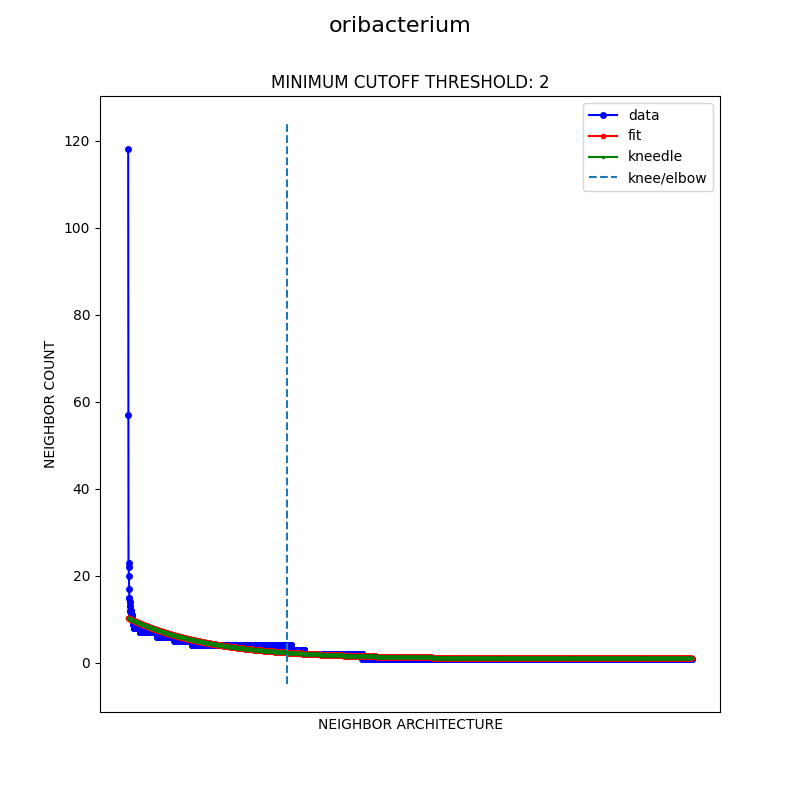 oribacterium
MINIMUM CUTOFF THRESHOLD: 2
data
fit
kneedle
knee/elbow
120
100
80
60
40
20
0
NEIGHBOR COUNT
NEIGHBOR ARCHITECTURE